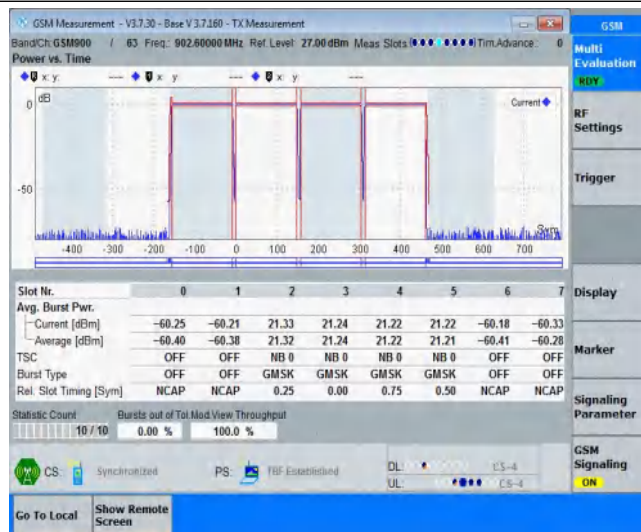 GSM Measurement - V3.7.30 - Base V 3.7.160 - TX Measurement
GSM
Band/Ch: GSM900 / 63 Freq.: 902.60000 MHz Ref. Level: 27.00 dBm Meas Slots Tim.Advance: 0
Power vs. Time
Multi Evaluation
RDY
x: y: --- x y --- x y ---
dB
Current
0
-50
Sym
-400 -300 -200 -100 0 100 200 300 400 500 600 700
RF Settings
Trigger
Slot Nr. 0 1 2 3 4 5 6 7
Avg. Burst Pwr.
Current [dBm] -60.25 -60.21 21.33 21.24 21.22 21.22 -60.18 -60.33
Average [dBm] -60.40 -60.38 21.32 21.24 21.22 21.21 -60.41 -60.28
TSC OFF OFF NB 0 NB 0 NB 0 NB 0 OFF OFF
Burst Type OFF OFF GMSK GMSK GMSK GMSK OFF OFF
Rel. Slot Timing [Sym] NCAP NCAP 0.25 0.00 0.75 0.50 NCAP NCAP
Display
Marker
Signaling Parameter
Statistic Count Bursts out of Tol. Mod.View Throughput
10 / 10 0.00 % 100.0 %
CS: Synchronized PS: TBF Established DL: CS-4
UL: CS-4
GSM Signaling
ON
Go To Local
Show Remote Screen